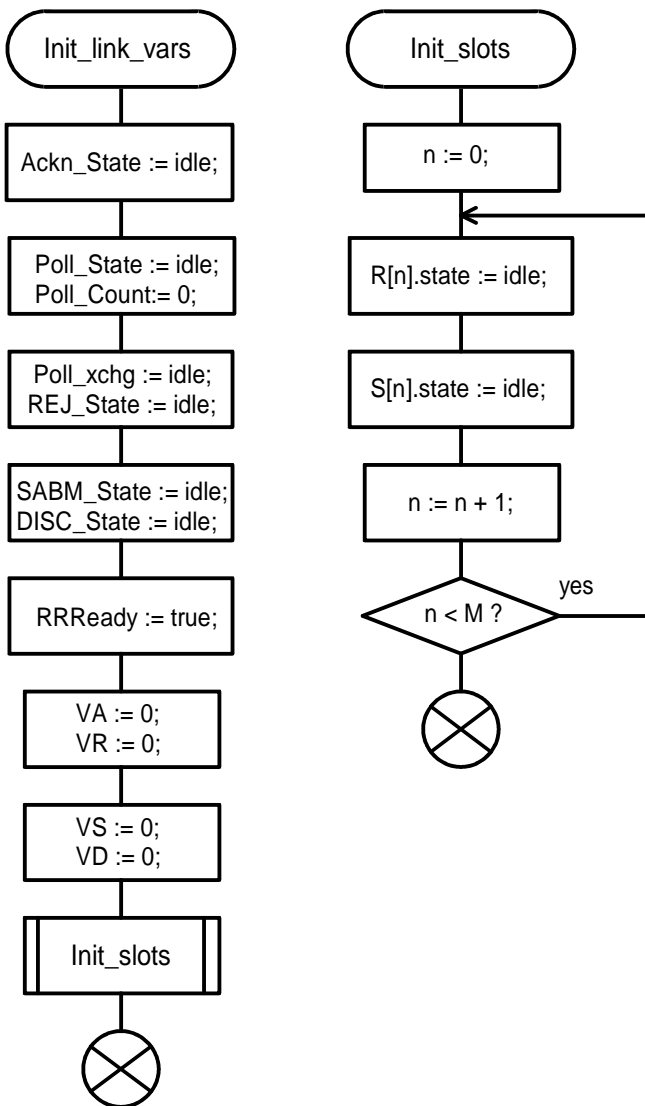 Init_link_vars
Ackn_State := idle;
Poll_State := idle;
Poll_Count:= 0;
Poll_xchg := idle;
REJ_State := idle;
SABM_State := idle;
DISC_State := idle;
RRReady := true;
VA := 0;
VR := 0;
VS := 0;
VD := 0;
Init_slots
Init_slots
n := 0;
R[n].state := idle;
S[n].state := idle;
n := n + 1;
n < M ?
yes